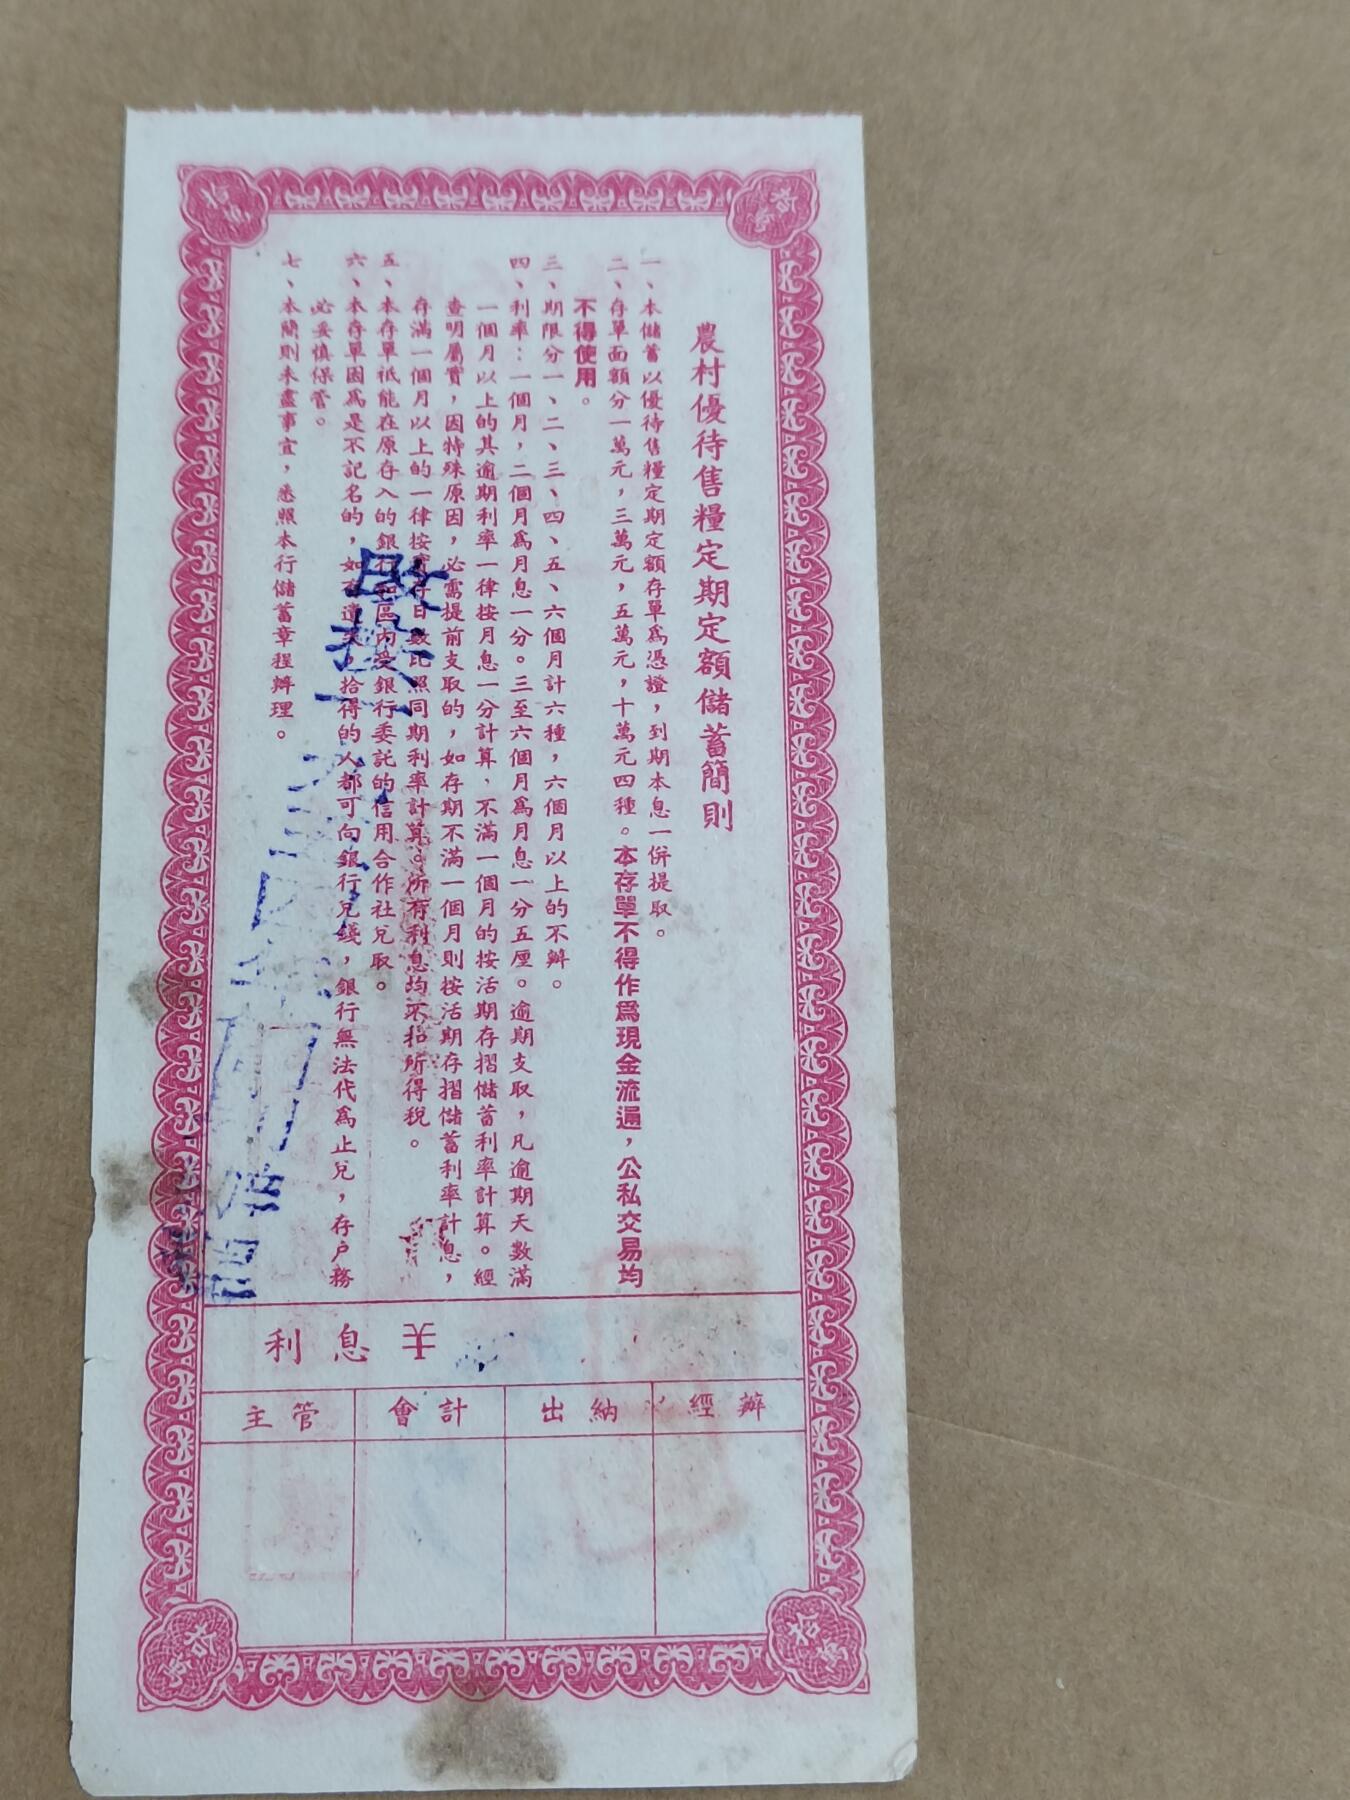 農村優待售糧定期定額儲蓄簡則
一、本儲蓄以優待售糧定期定額存單爲憑證，到期本息一併提取。
二、存單面額分一萬元，三萬元，五萬元，十萬元四種。本存單不得作爲現金流通，公私交易均
不得使用。
三、期限分一、二、三、四、五、六個月計六種，六個月以上的不辦。
四、利率：一個月，二個月爲月息一分。三至六個月爲月息一分五厘。逾期支取，凡逾期天數滿
一個月以上的其逾期利率一律按月息一分計算，不滿一個月的按活期存摺儲蓄利率計算。經
查明屬實，因特殊原因，必需提前支取的，如存期不滿一個月則按活期存摺儲蓄利率計息，
存滿一個月以上的一律按實存日數比照同期利率計算。所有利息均不扣所得稅。
五、本存單祇能在原存入的銀行和區內受銀行委託的信用合作社兌取。
六、本存單因爲是不記名的，如有遺失，拾得的人都可向銀行兌錢，銀行無法代爲止兌，存户務
必妥慎保管。
七、本簡則未盡事宜，悉照本行儲蓄章程辦理。
利息￥
主管 會計 出納 經辦
拾萬
拾萬
拾萬
拾萬